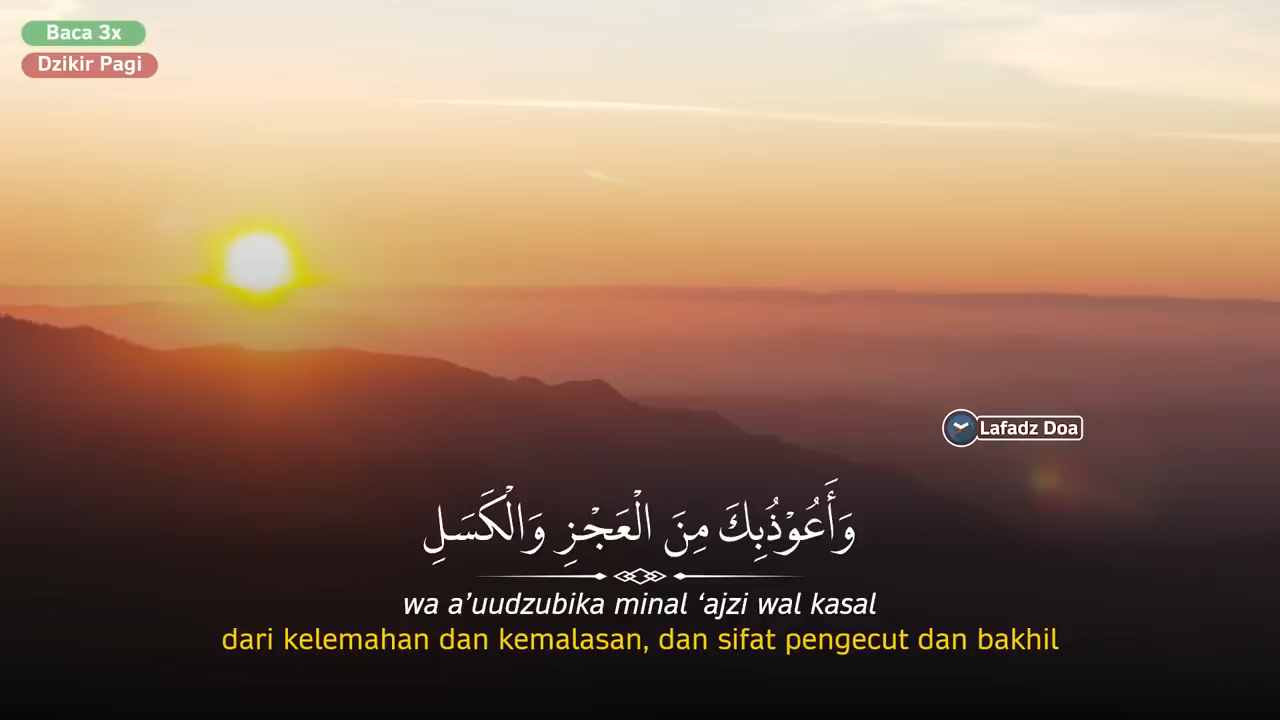 Baca 3x
Dzikir Pagi
Lafadz Doa
وَأَعُوْذُبِكَ مِنَ الْعَجْزِ وَالْكَسَلِ
wa a’uudzubika minal ‘ajzi wal kasal
dari kelemahan dan kemalasan, dan sifat pengecut dan bakhil